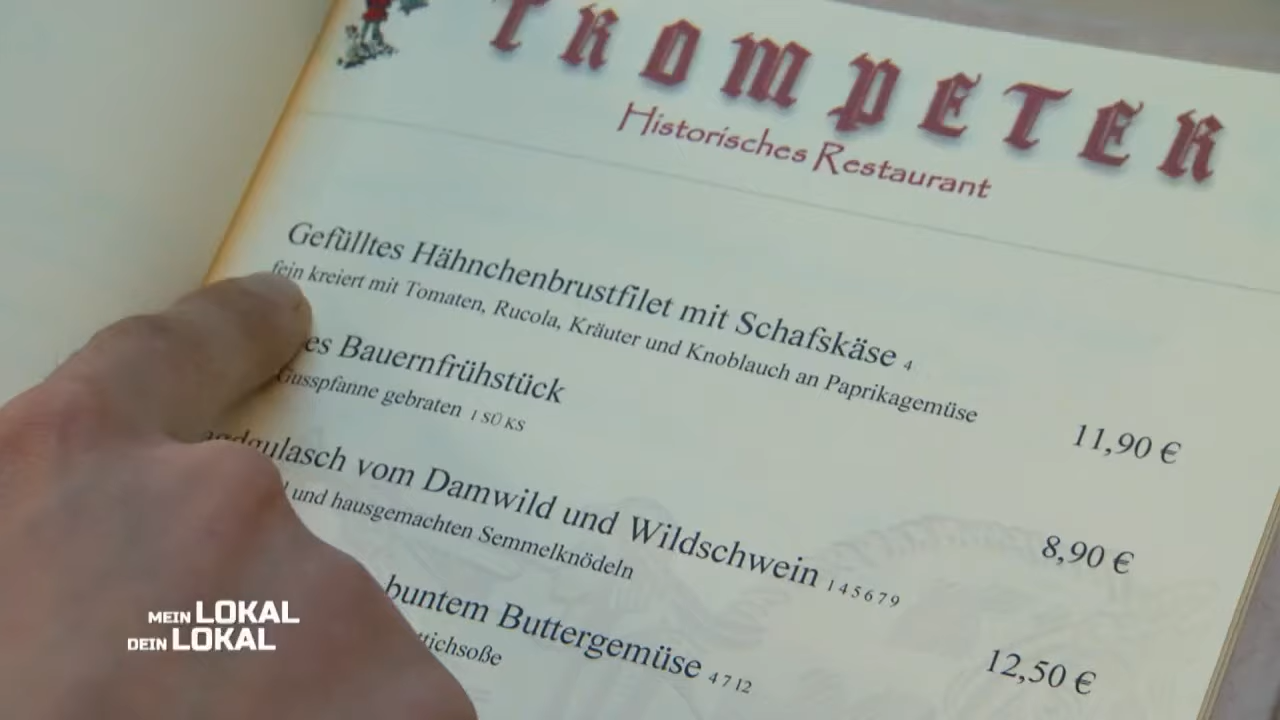 TROMPETER
Historisches Restaurant
Gefülltes Hähnchenbrustfilet mit Schafskäse 4
fein kreiert mit Tomaten, Rucola, Kräuter und Knoblauch an Paprikagemüse
11,90 €
es Bauernfrühstück
Gusspfanne gebraten 1 SÜ KS
8,90 €
agdgulasch vom Damwild und Wildschwein 1 4 5 6 7 9
und hausgemachten Semmelknödeln
12,50 €
buntem Buttergemüse 4 7 12
ttichsoße
MEIN LOKAL
DEIN LOKAL